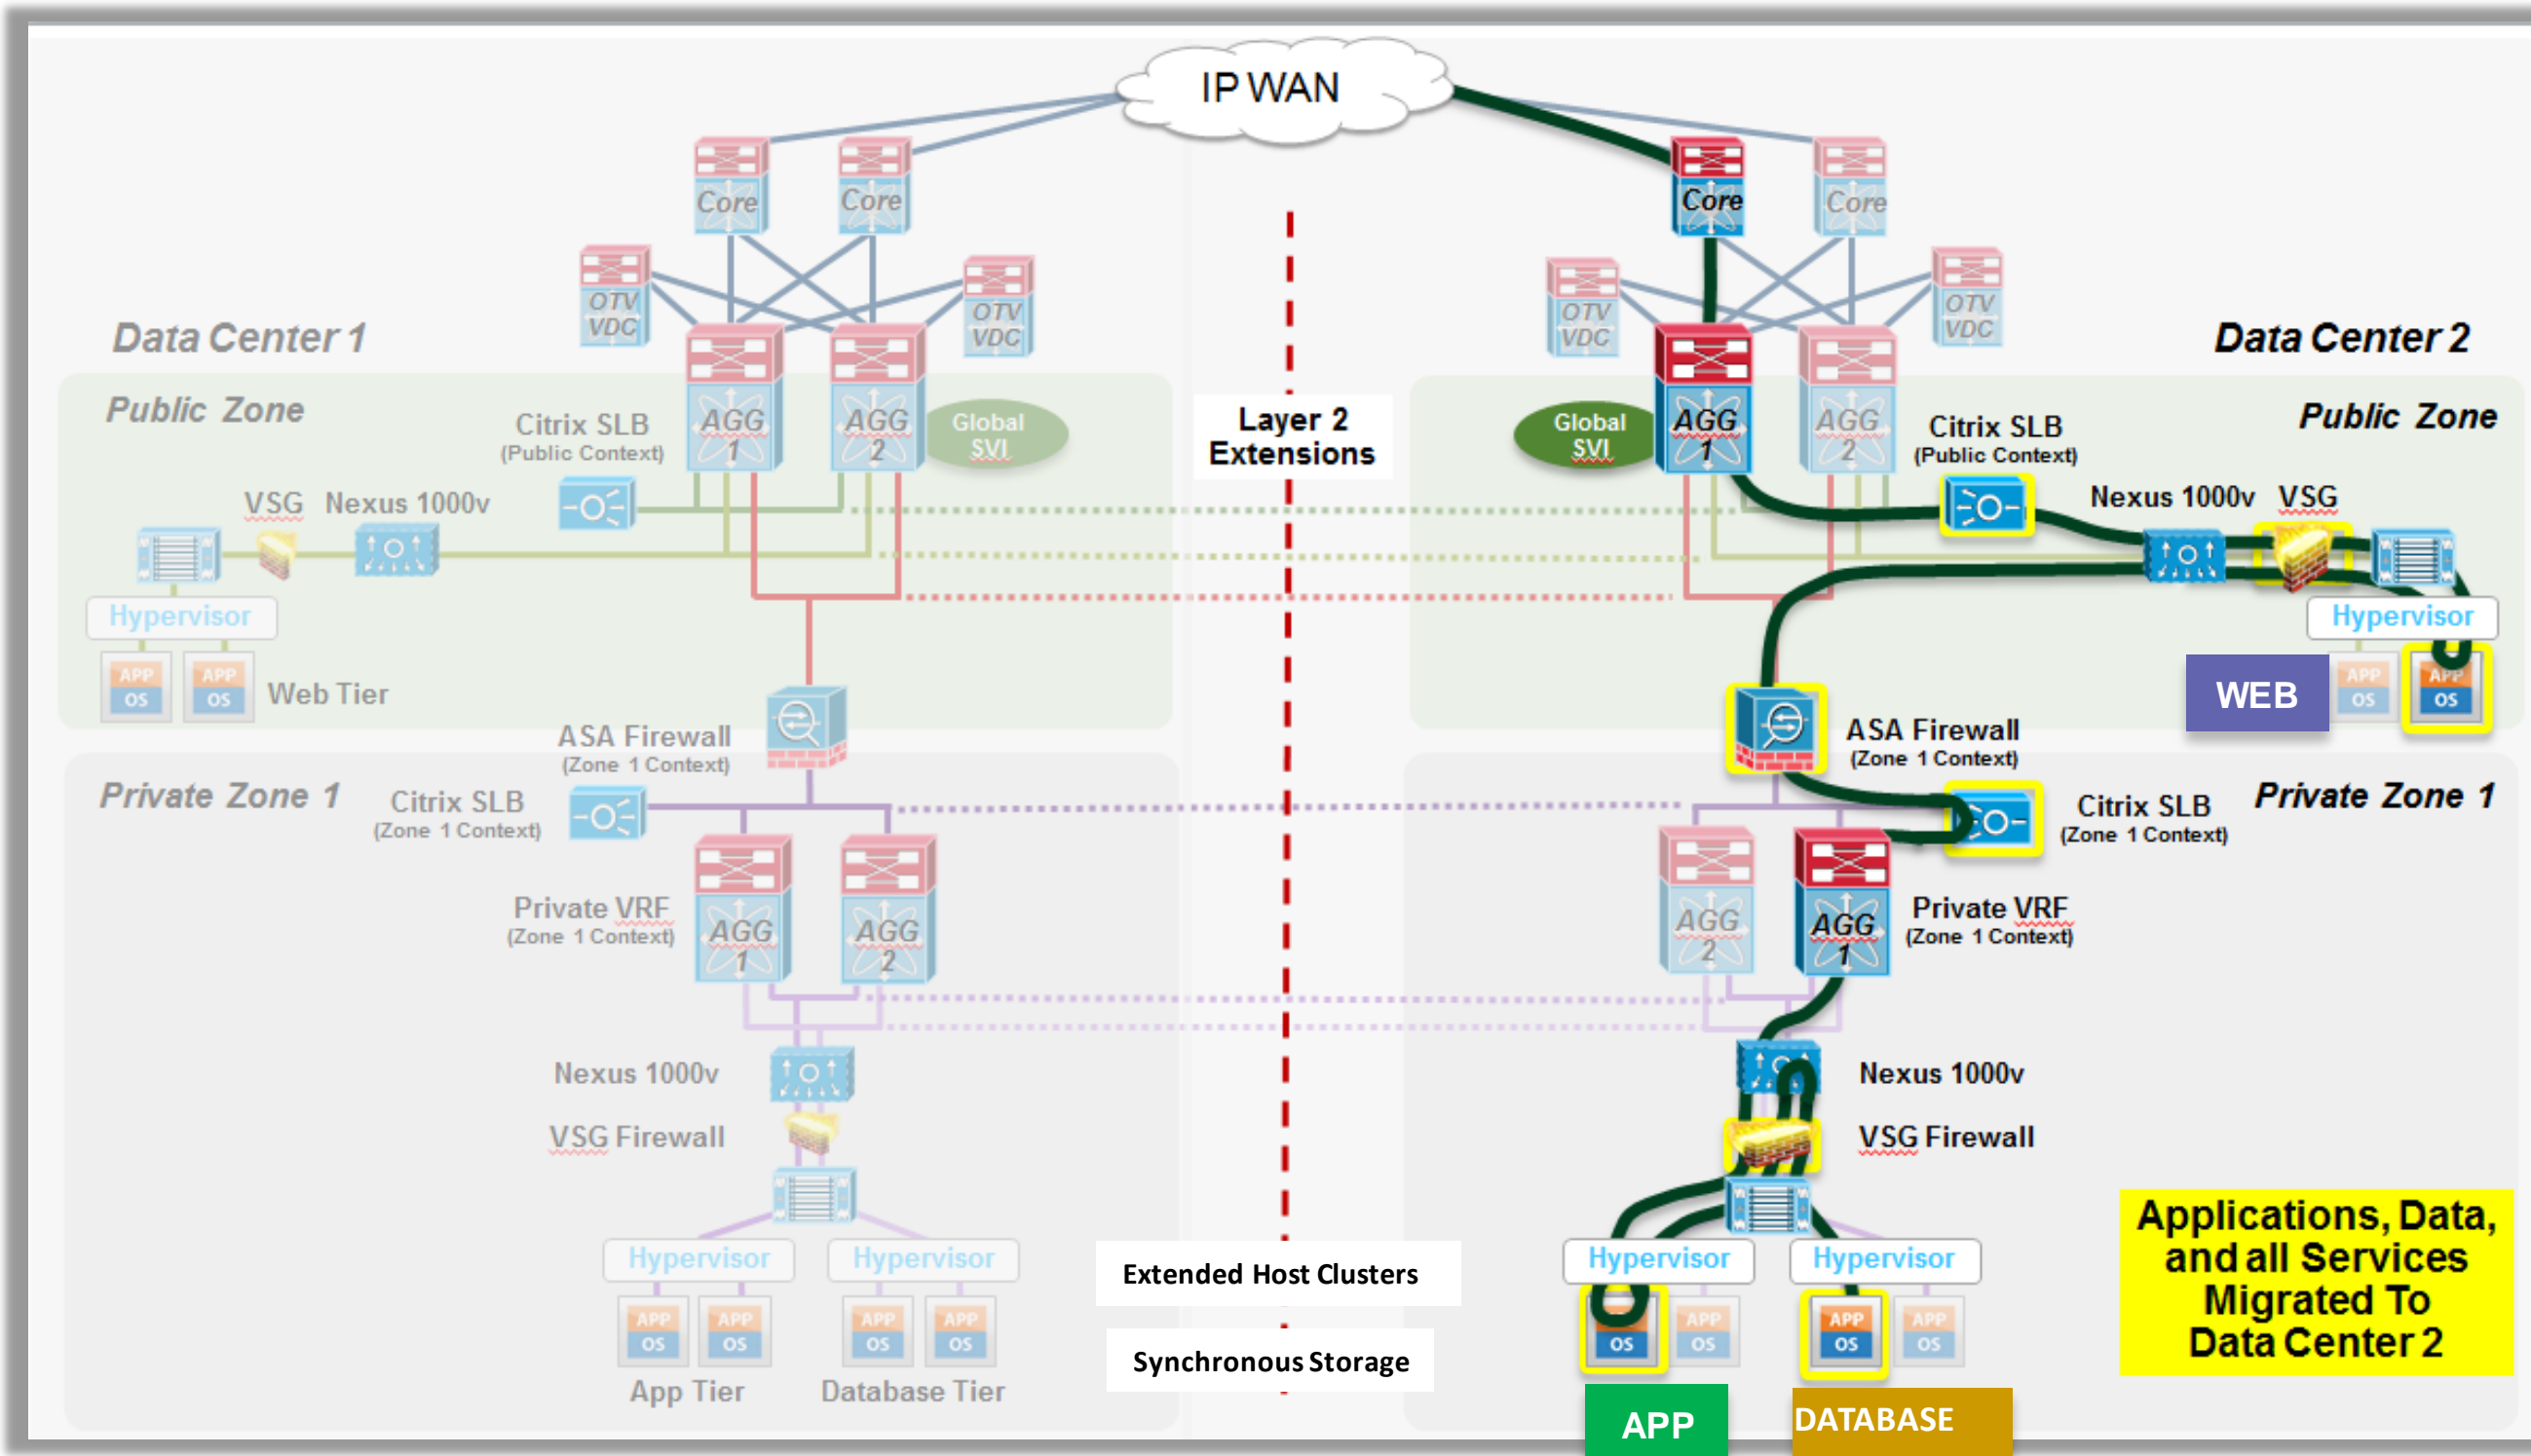 IP WAN
Core
Core
Core
Core
OTV
VDC
OTV
VDC
OTV
VDC
OTV
VDC
Data Center 1
Data Center 2
Public Zone
Citrix SLB
(Public Context)
AGG
1
AGG
2
Global
SVI
Layer 2
Extensions
Global
SVI
AGG
1
AGG
2
Citrix SLB
(Public Context)
Public Zone
VSG
Nexus 1000v
Nexus 1000v
VSG
Hypervisor
APP
OS
APP
OS
Web Tier
Hypervisor
WEB
APP
OS
APP
OS
ASA Firewall
(Zone 1 Context)
ASA Firewall
(Zone 1 Context)
Private Zone 1
Citrix SLB
(Zone 1 Context)
Citrix SLB
(Zone 1 Context)
Private Zone 1
Private VRF
(Zone 1 Context)
AGG
1
AGG
2
AGG
2
AGG
1
Private VRF
(Zone 1 Context)
Nexus 1000v
Nexus 1000v
VSG Firewall
VSG Firewall
Hypervisor
Hypervisor
Extended Host Clusters
Hypervisor
Hypervisor
APP
OS
APP
OS
APP
OS
APP
OS
Synchronous Storage
OS
APP
OS
APP
OS
APP
OS
App Tier
Database Tier
APP
DATABASE
Applications, Data,
and all Services
Migrated To
Data Center 2